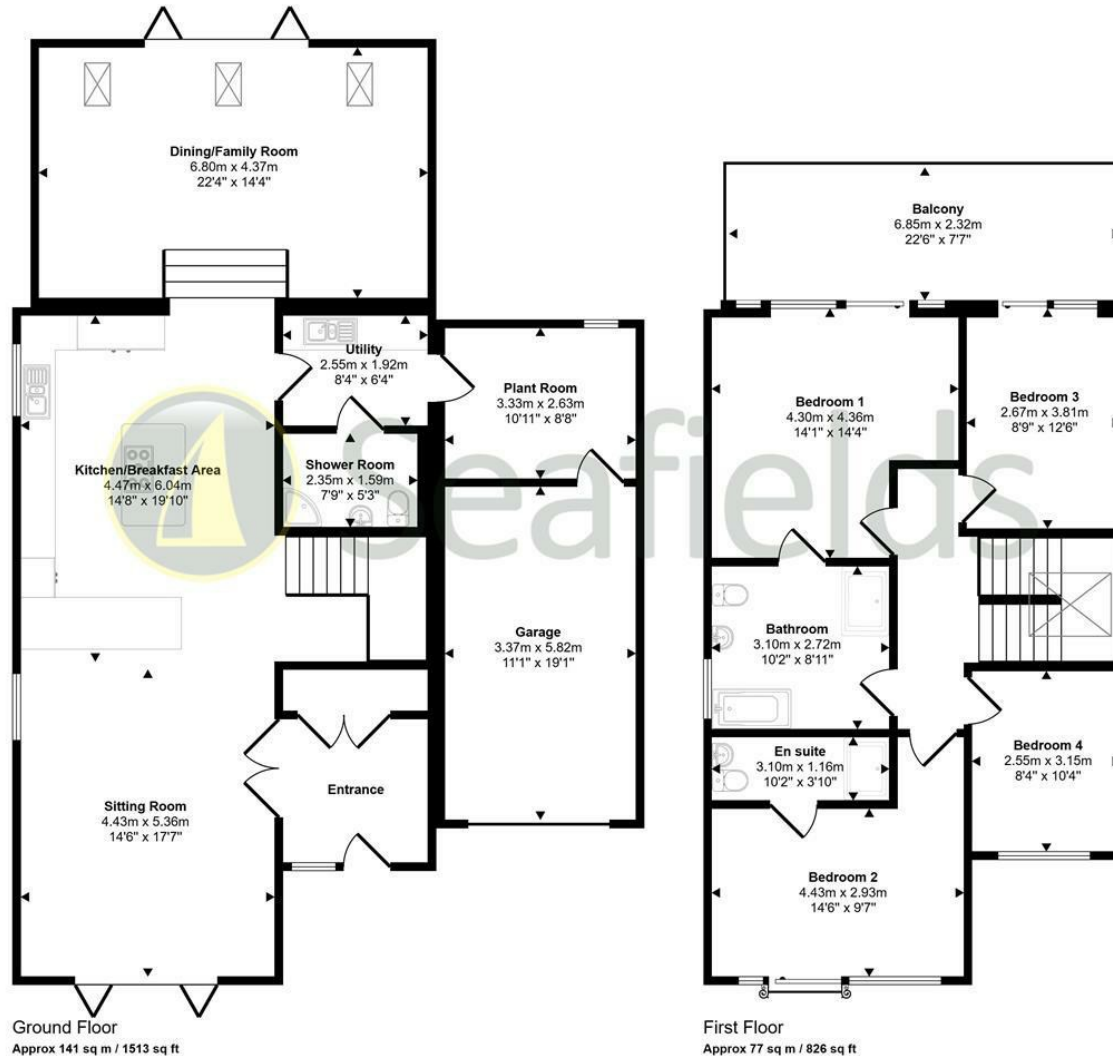 Dining/Family Room
6.80m x 4.37m
22'4" x 14'4"
Utility
2.55m x 1.92m
8'4" x 6'4"
Plant Room
3.33m x 2.63m
10'11" x 8'8"
Kitchen/Breakfast Area
4.47m x 6.04m
14'8" x 19'10"
Shower Room
2.35m x 1.59m
7'9" x 5'3"
Garage
3.37m x 5.82m
11'1" x 19'1"
Entrance
Sitting Room
4.43m x 5.36m
14'6" x 17'7"
Ground Floor
Approx 141 sq m / 1513 sq ft
Balcony
6.85m x 2.32m
22'6" x 7'7"
Bedroom 1
4.30m x 4.36m
14'1" x 14'4"
Bedroom 3
2.67m x 3.81m
8'9" x 12'6"
Bathroom
3.10m x 2.72m
10'2" x 8'11"
En suite
3.10m x 1.16m
10'2" x 3'10"
Bedroom 4
2.55m x 3.15m
8'4" x 10'4"
Bedroom 2
4.43m x 2.93m
14'6" x 9'7"
First Floor
Approx 77 sq m / 826 sq ft
Seafields